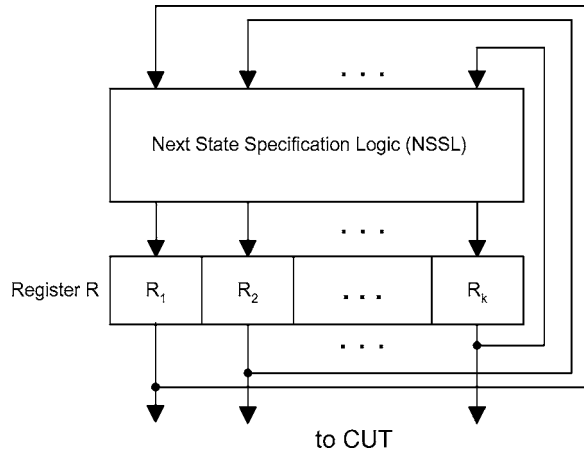 . . .
Next State Specification Logic (NSSL)
. . .
Register R R₁ R₂ . . . Rₖ
. . .
to CUT